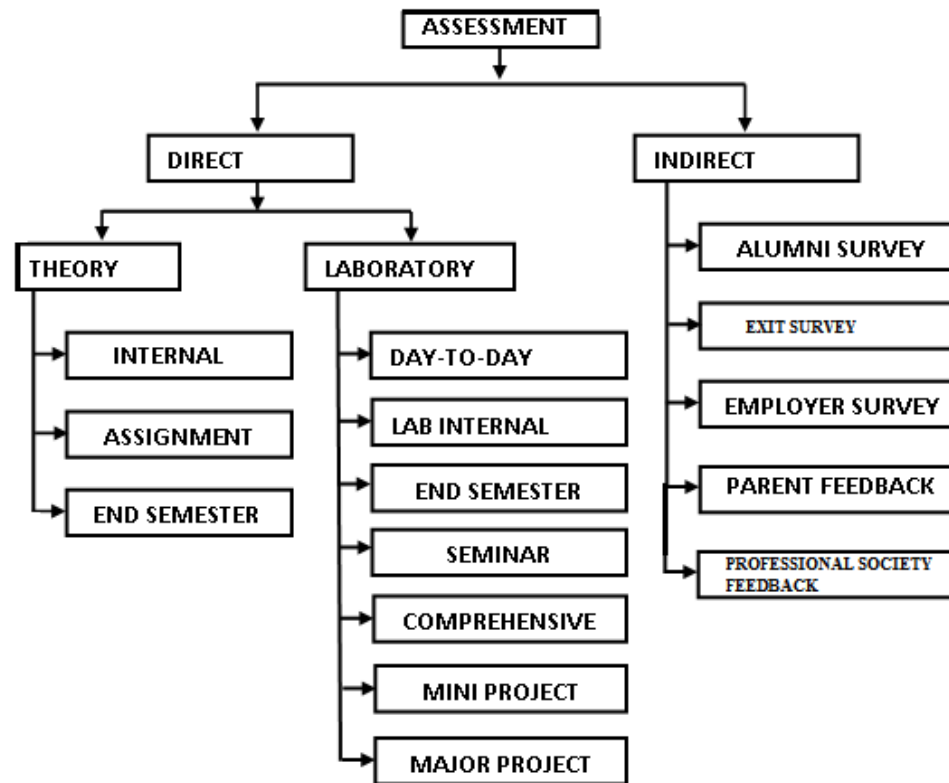 ASSESSMENT
DIRECT
INDIRECT
THEORY
LABORATORY
INTERNAL
ASSIGNMENT
END SEMESTER
DAY-TO-DAY
LAB INTERNAL
END SEMESTER
SEMINAR
COMPREHENSIVE
MINI PROJECT
MAJOR PROJECT
ALUMNI SURVEY
EXIT SURVEY
EMPLOYER SURVEY
PARENT FEEDBACK
PROFESSIONAL SOCIETY
FEEDBACK